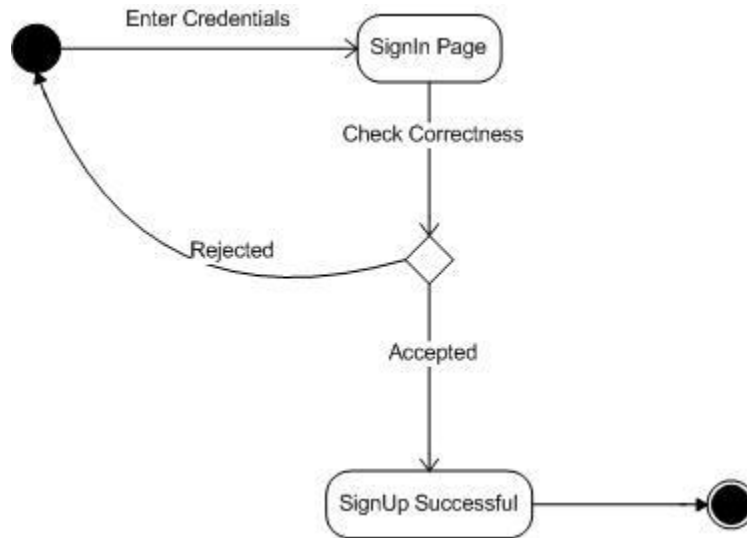 Enter Credentials
SignIn Page
Check Correctness
Rejected
Accepted
SignUp Successful